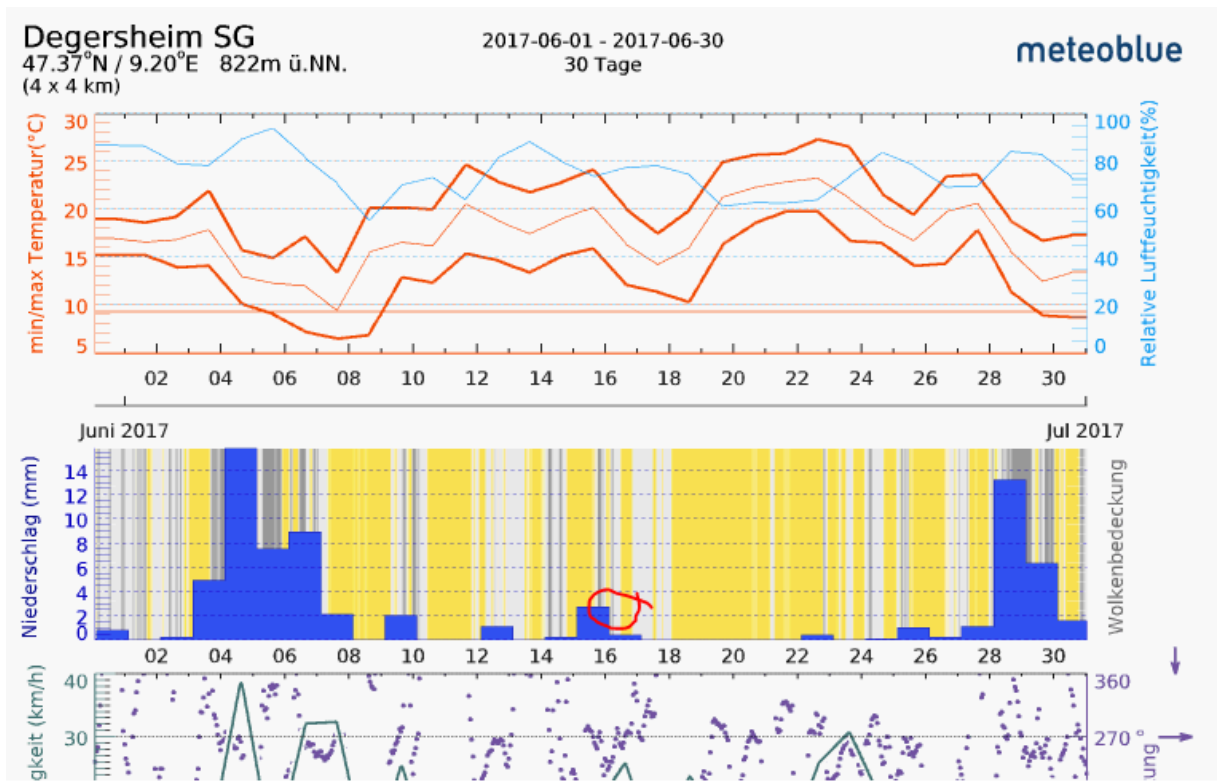 Degersheim SG
47.37°N / 9.20°E 822m ü.NN.
(4 x 4 km)
2017-06-01 - 2017-06-30
30 Tage
meteoblue
min/max Temperatur(°C)
30
25
20
15
10
5
100
80
60
40
20
0
Relative Luftfeuchtigkeit(%)
02 04 06 08 10 12 14 16 18 20 22 24 26 28 30
Juni 2017 Jul 2017
Niederschlag (mm)
14
12
10
8
6
4
2
0
Wolkenbedeckung
02 04 06 08 10 12 14 16 18 20 22 24 26 28 30
gkeit (km/h)
40
30
360
270
ung °